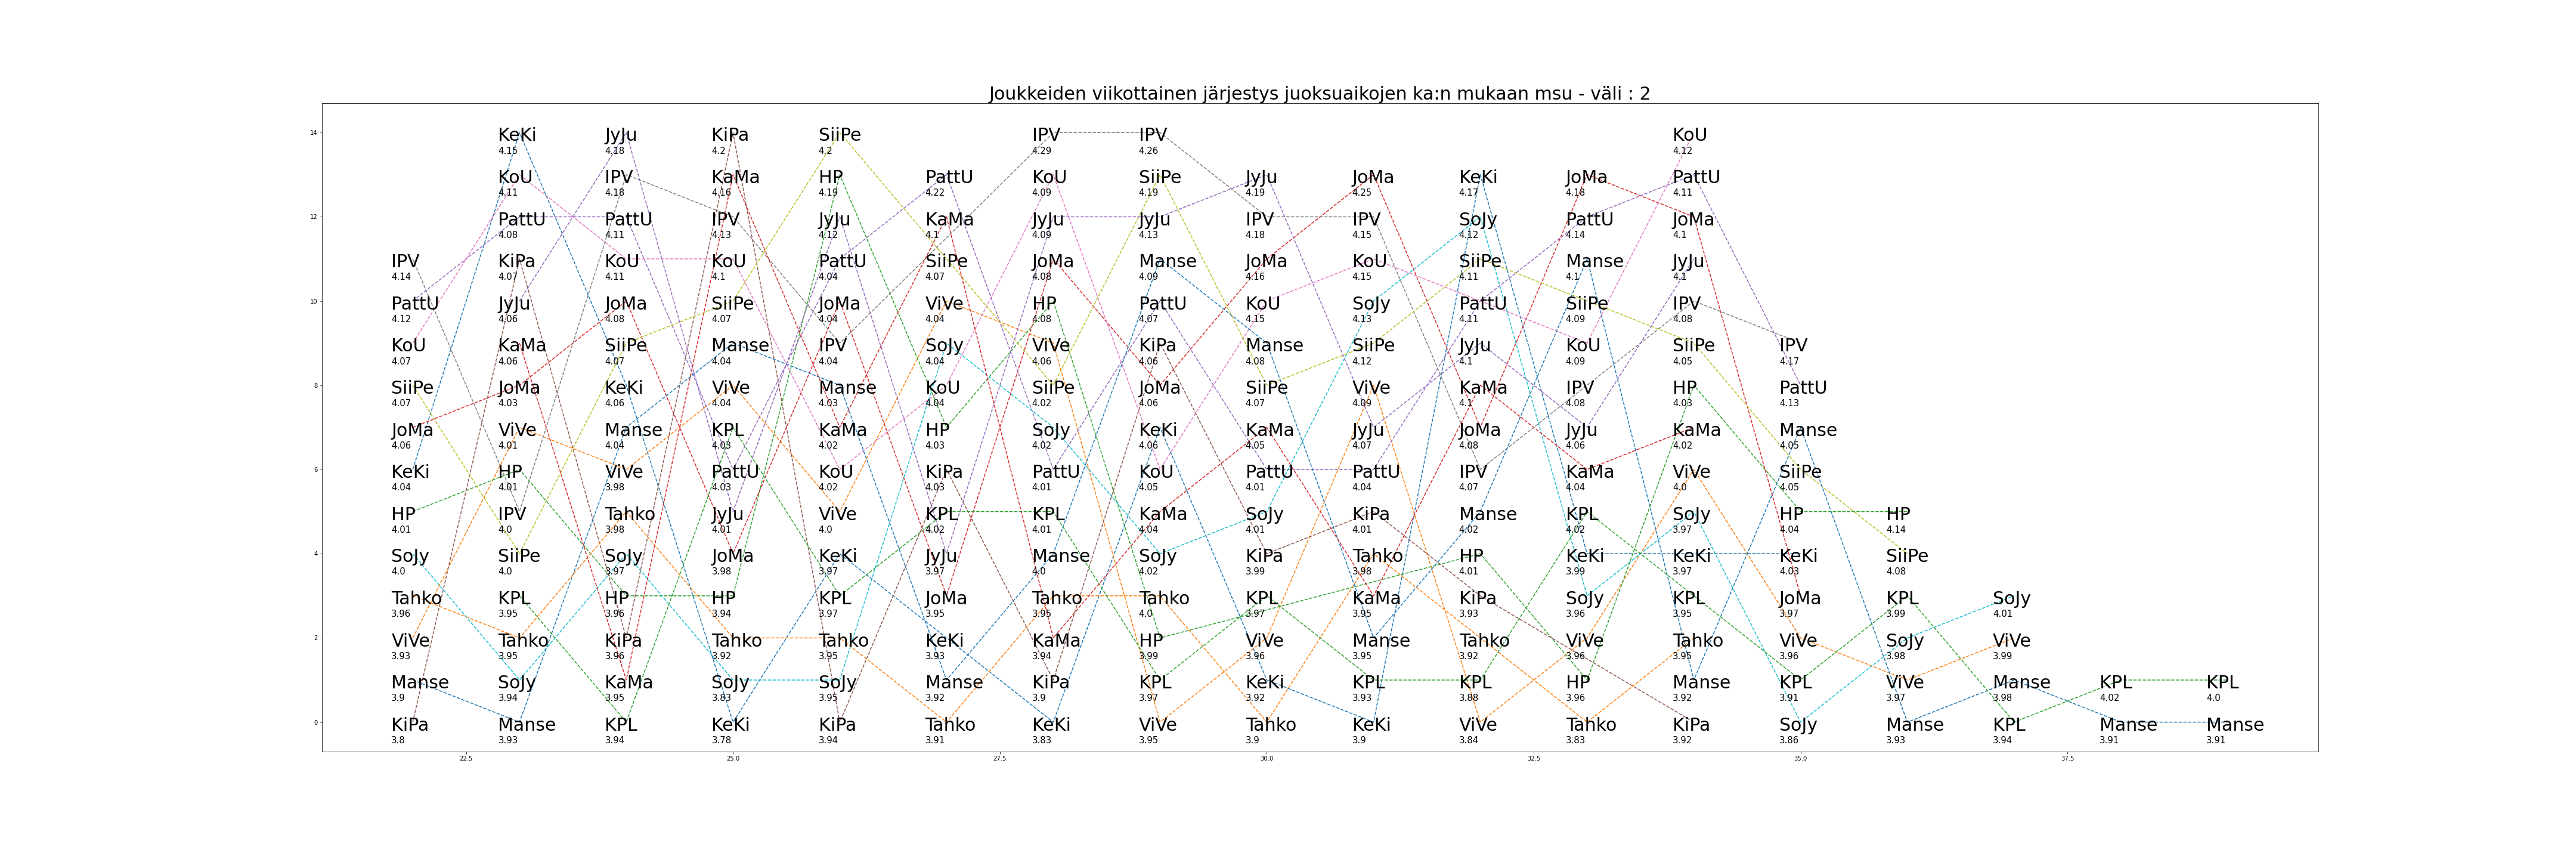 Joukkeiden viikottainen järjestys juoksuaikojen ka:n mukaan msu - väli : 2
14 KeKi JyJu KiPa SiiPe IPV IPV KoU
4.15 4.18 4.2 4.2 4.29 4.26 4.12
KoU IPV KaMa HP PattU KoU SiiPe JyJu JoMa KeKi JoMa PattU
4.11 4.18 4.16 4.19 4.22 4.09 4.19 4.19 4.25 4.17 4.18 4.11
12 PattU PattU IPV JyJu KaMa JyJu JyJu IPV IPV SoJy PattU JoMa
4.08 4.11 4.13 4.12 4.1 4.09 4.13 4.18 4.15 4.12 4.14 4.1
IPV KiPa KoU KoU PattU SiiPe JoMa Manse JoMa KoU SiiPe Manse JyJu
4.14 4.07 4.11 4.1 4.04 4.07 4.08 4.09 4.16 4.15 4.11 4.1 4.1
10 PattU JyJu JoMa SiiPe JoMa ViVe HP PattU KoU SoJy PattU SiiPe IPV
4.12 4.06 4.08 4.07 4.04 4.04 4.08 4.07 4.15 4.13 4.11 4.09 4.08
KoU KaMa SiiPe Manse IPV SoJy ViVe KiPa Manse SiiPe JyJu KoU SiiPe IPV
4.07 4.06 4.07 4.04 4.04 4.04 4.06 4.06 4.08 4.12 4.1 4.09 4.05 4.17
8 SiiPe JoMa KeKi ViVe Manse KoU SiiPe JoMa SiiPe ViVe KaMa IPV HP PattU
4.07 4.03 4.06 4.04 4.03 4.04 4.02 4.06 4.07 4.09 4.1 4.08 4.03 4.13
JoMa ViVe Manse KPL KaMa HP SoJy KeKi KaMa JyJu JoMa JyJu KaMa Manse
4.06 4.01 4.04 4.03 4.02 4.03 4.02 4.06 4.05 4.07 4.08 4.06 4.02 4.05
6 KeKi HP ViVe PattU KoU KiPa PattU KoU PattU PattU IPV KaMa ViVe SiiPe
4.04 4.01 3.98 4.03 4.02 4.03 4.01 4.05 4.01 4.04 4.07 4.04 4.0 4.05
HP IPV Tahko JyJu ViVe KPL KPL KaMa SoJy KiPa Manse KPL SoJy HP HP
4.01 4.0 3.98 4.01 4.0 4.02 4.01 4.04 4.01 4.01 4.02 4.02 3.97 4.04 4.14
4 SoJy SiiPe SoJy JoMa KeKi JyJu Manse SoJy KiPa Tahko HP KeKi KeKi KeKi SiiPe
4.0 4.0 3.97 3.98 3.97 3.97 4.0 4.02 3.99 3.98 4.01 3.99 3.97 4.03 4.08
Tahko KPL HP HP KPL JoMa Tahko Tahko KPL KaMa KiPa SoJy KPL JoMa KPL SoJy
3.96 3.95 3.96 3.94 3.97 3.95 3.95 4.0 3.97 3.95 3.93 3.96 3.95 3.97 3.99 4.01
2 ViVe Tahko KiPa Tahko Tahko KeKi KaMa HP ViVe Manse Tahko ViVe Tahko ViVe SoJy ViVe
3.93 3.95 3.96 3.92 3.95 3.93 3.94 3.99 3.96 3.95 3.92 3.96 3.95 3.96 3.98 3.99
Manse SoJy KaMa SoJy SoJy Manse KiPa KPL KeKi KPL KPL HP Manse KPL ViVe Manse KPL KPL
3.9 3.94 3.95 3.83 3.95 3.92 3.9 3.97 3.92 3.93 3.88 3.96 3.92 3.91 3.97 3.98 4.02 4.0
0 KiPa Manse KPL KeKi KiPa Tahko KeKi ViVe Tahko KeKi ViVe Tahko KiPa SoJy Manse KPL Manse Manse
3.8 3.93 3.94 3.78 3.94 3.91 3.83 3.95 3.9 3.9 3.84 3.83 3.92 3.86 3.93 3.94 3.91 3.91
22.5 25.0 27.5 30.0 32.5 35.0 37.5